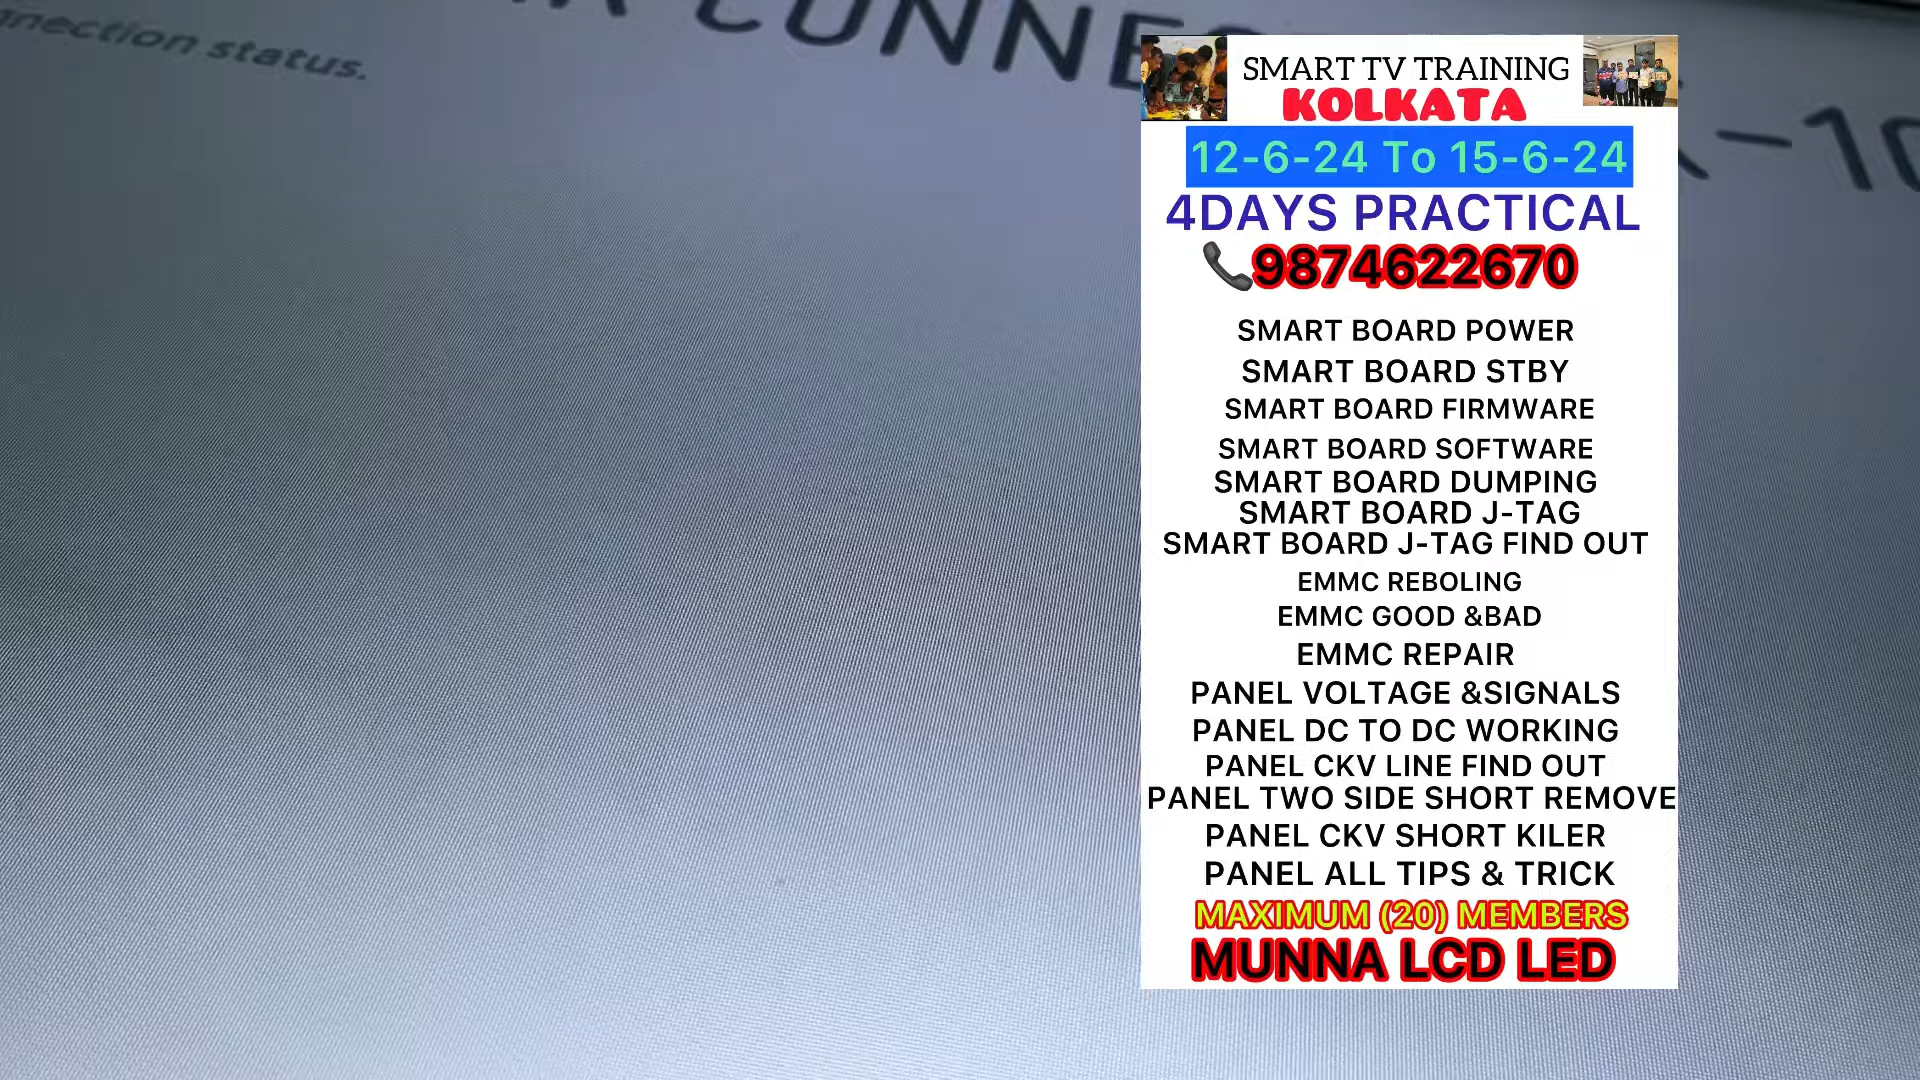 nnection status.
CONNEC
-10
SMART TV TRAINING
KOLKATA
12-6-24 To 15-6-24
4DAYS PRACTICAL
9874622670
SMART BOARD POWER
SMART BOARD STBY
SMART BOARD FIRMWARE
SMART BOARD SOFTWARE
SMART BOARD DUMPING
SMART BOARD J-TAG
SMART BOARD J-TAG FIND OUT
EMMC REBOLING
EMMC GOOD &BAD
EMMC REPAIR
PANEL VOLTAGE &SIGNALS
PANEL DC TO DC WORKING
PANEL CKV LINE FIND OUT
PANEL TWO SIDE SHORT REMOVE
PANEL CKV SHORT KILER
PANEL ALL TIPS & TRICK
MAXIMUM (20) MEMBERS
MUNNA LCD LED